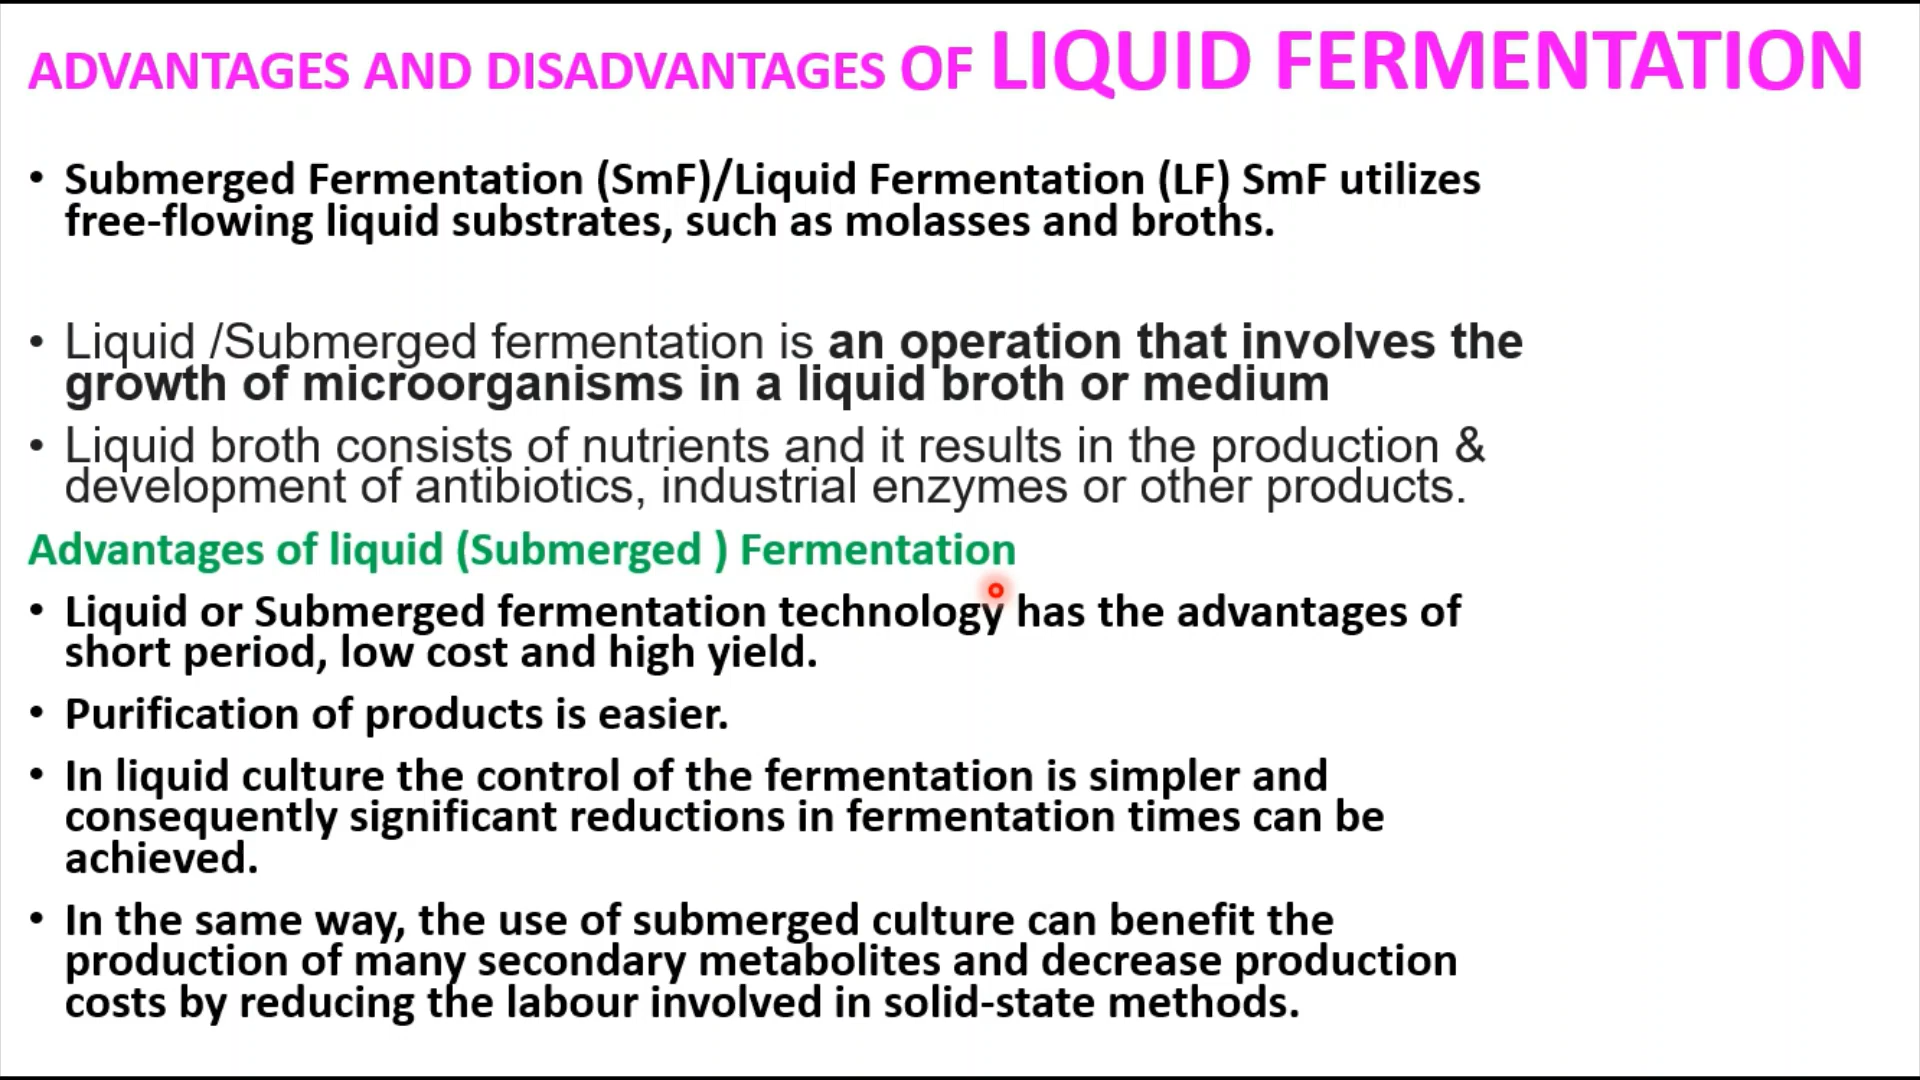 ADVANTAGES AND DISADVANTAGES OF LIQUID FERMENTATION
• Submerged Fermentation (SmF)/Liquid Fermentation (LF) SmF utilizes
free-flowing liquid substrates, such as molasses and broths.
• Liquid /Submerged fermentation is an operation that involves the
growth of microorganisms in a liquid broth or medium
• Liquid broth consists of nutrients and it results in the production &
development of antibiotics, industrial enzymes or other products.
Advantages of liquid (Submerged ) Fermentation
• Liquid or Submerged fermentation technology has the advantages of
short period, low cost and high yield.
• Purification of products is easier.
• In liquid culture the control of the fermentation is simpler and
consequently significant reductions in fermentation times can be
achieved.
• In the same way, the use of submerged culture can benefit the
production of many secondary metabolites and decrease production
costs by reducing the labour involved in solid-state methods.